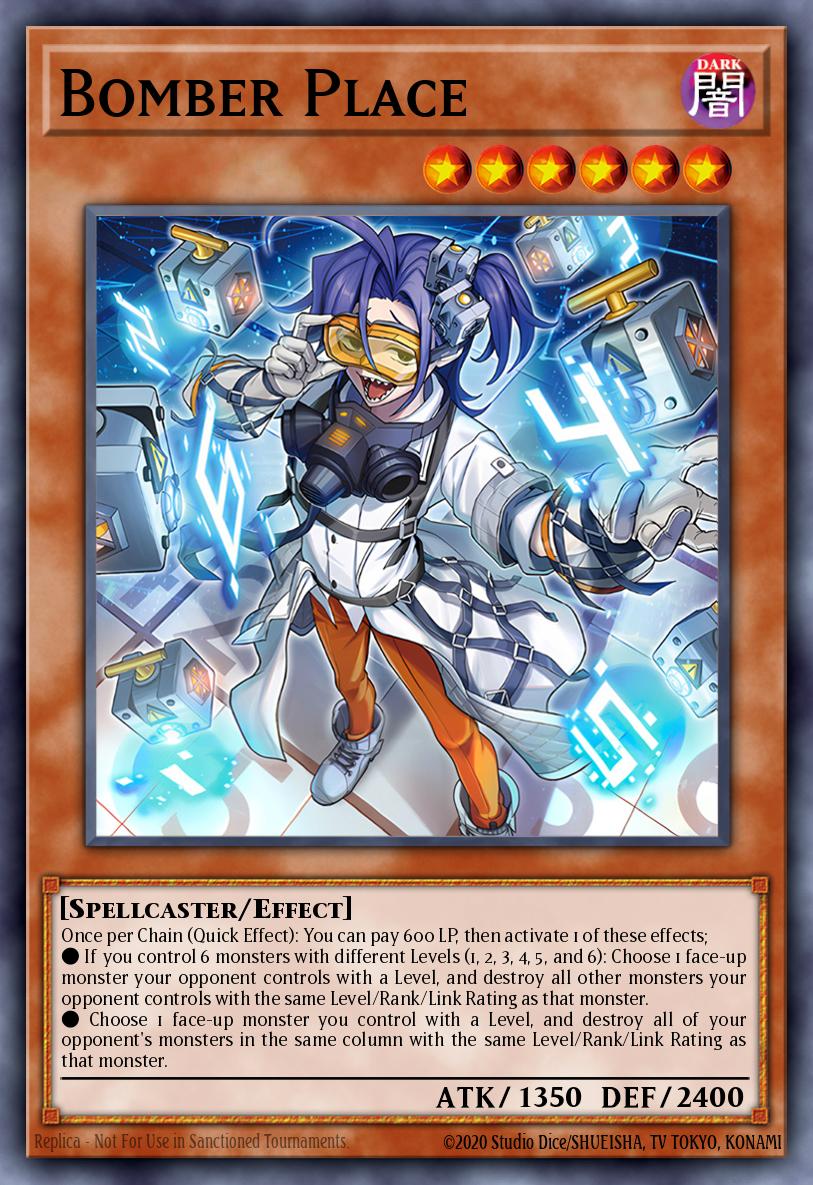 Bomber Place
DARK
闇
4
6
5
[Spellcaster/Effect]
Once per Chain (Quick Effect): You can pay 600 LP, then activate 1 of these effects;
● If you control 6 monsters with different Levels (1, 2, 3, 4, 5, and 6): Choose 1 face-up
monster your opponent controls with a Level, and destroy all other monsters your
opponent controls with the same Level/Rank/Link Rating as that monster.
● Choose 1 face-up monster you control with a Level, and destroy all of your
opponent's monsters in the same column with the same Level/Rank/Link Rating as
that monster.
ATK/ 1350 DEF/2400
Replica - Not For Use in Sanctioned Tournaments.
©2020 Studio Dice/SHUEISHA, TV TOKYO, KONAMI